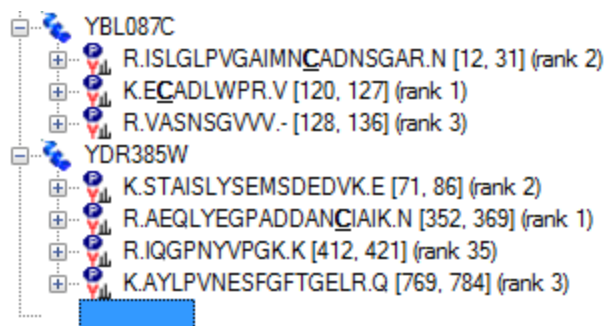 YBL087C
R.ISLGLPVGAIMNCADNSGAR.N [12, 31] (rank 2)
K.ECADLWPR.V [120, 127] (rank 1)
R.VASNSGVVV.- [128, 136] (rank 3)
YDR385W
K.STAISLYSEMSDEDVK.E [71, 86] (rank 2)
R.AEQLYEGPADDANCIAIK.N [352, 369] (rank 1)
R.IQGPNYVPGK.K [412, 421] (rank 35)
K.AYLPVNESFGFTGELR.Q [769, 784] (rank 3)